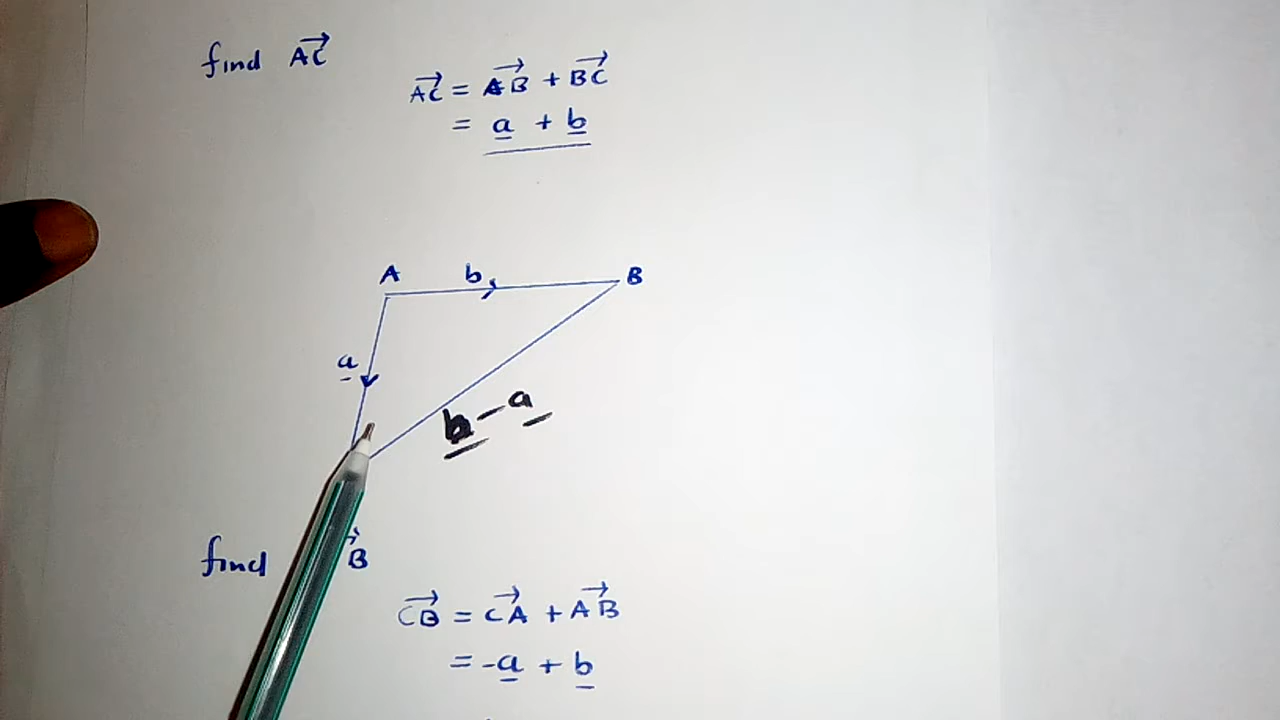 find AC
AC = AB + BC
= a + b
A b B
a
b - a
find B
CB = CA + AB
= -a + b